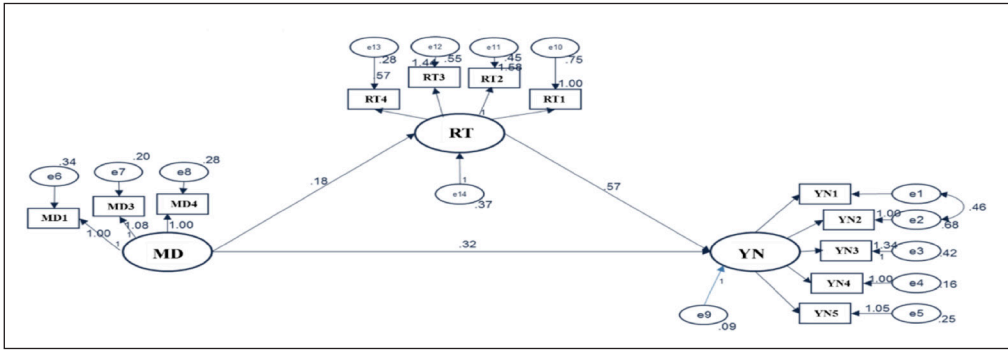 e13
e12
e11
e10
.28
.55
.45
.75
.57
1.58
1.00
RT4
RT3
RT2
RT1
1
RT
1
e14
.37
.34
.20
.28
e6
e7
e8
MD1
MD3
MD4
1.00
1.08
1.00
1
1
MD
.18
.32
.57
YN1
YN2
YN3
YN4
YN5
1.00
1.34
1
1.00
1.05
e1
e2
e3
e4
e5
.46
.68
.42
.16
.25
YN
1
e9
.09